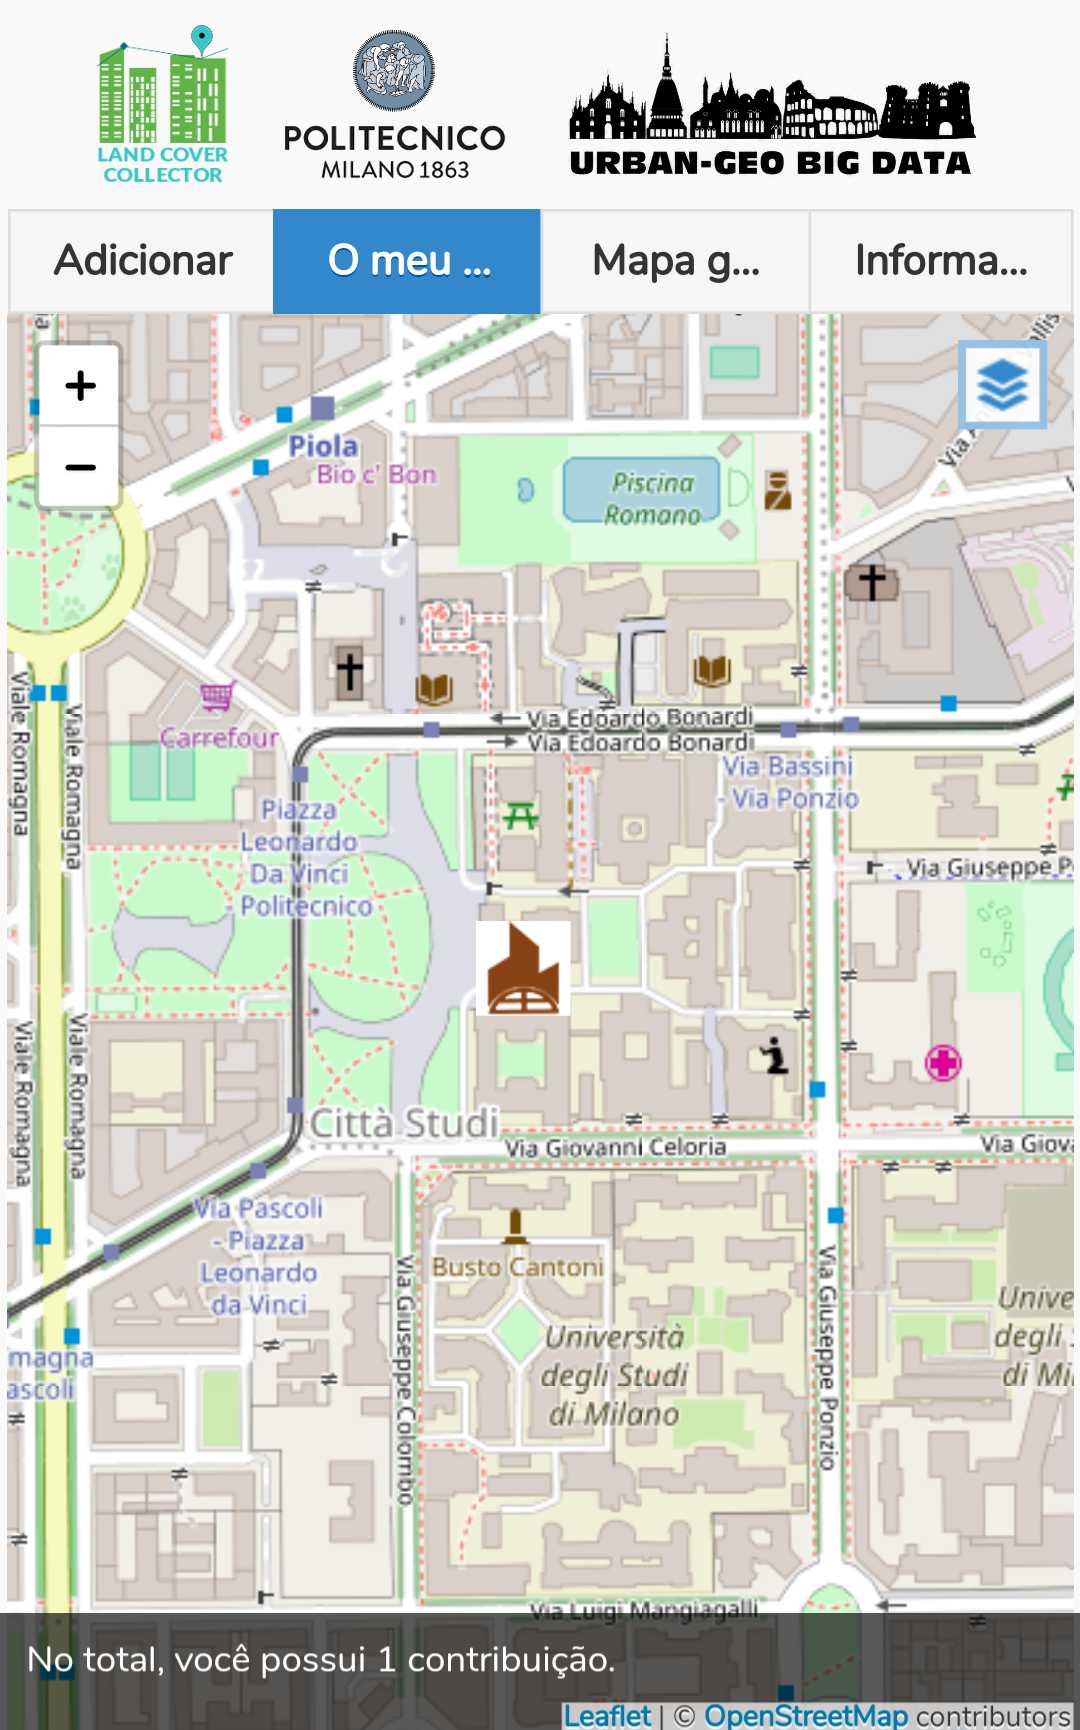 LAND COVER
COLLECTOR
POLITECNICO
MILANO 1863
URBAN-GEO BIG DATA
Adicionar
O meu ...
Mapa g...
Informa...
+
−
Piola
Bio c' Bon
Piscina
Romano
Carrefour
Viale Romagna
Viale Romagna
Via Edoardo Bonardi
Via Edoardo Bonardi
Via Bassini
- Via Ponzio
Piazza
Leonardo
Da Vinci
- Politecnico
Via Giuseppe P
Viale Romagna
Viale Romagna
Città Studi
Via Giovanni Celoria
Via Giova
Via Pascoli
- Piazza
Leonardo
da Vinci
Busto Cantoni
Via Giuseppe Colombo
Via Giuseppe Ponzio
Università
degli Studi
di Milano
Unive
degli S
di Mi
magna
ascoli
Via Luigi Mangiagalli
No total, você possui 1 contribuição.
Leaflet | © OpenStreetMap contributors